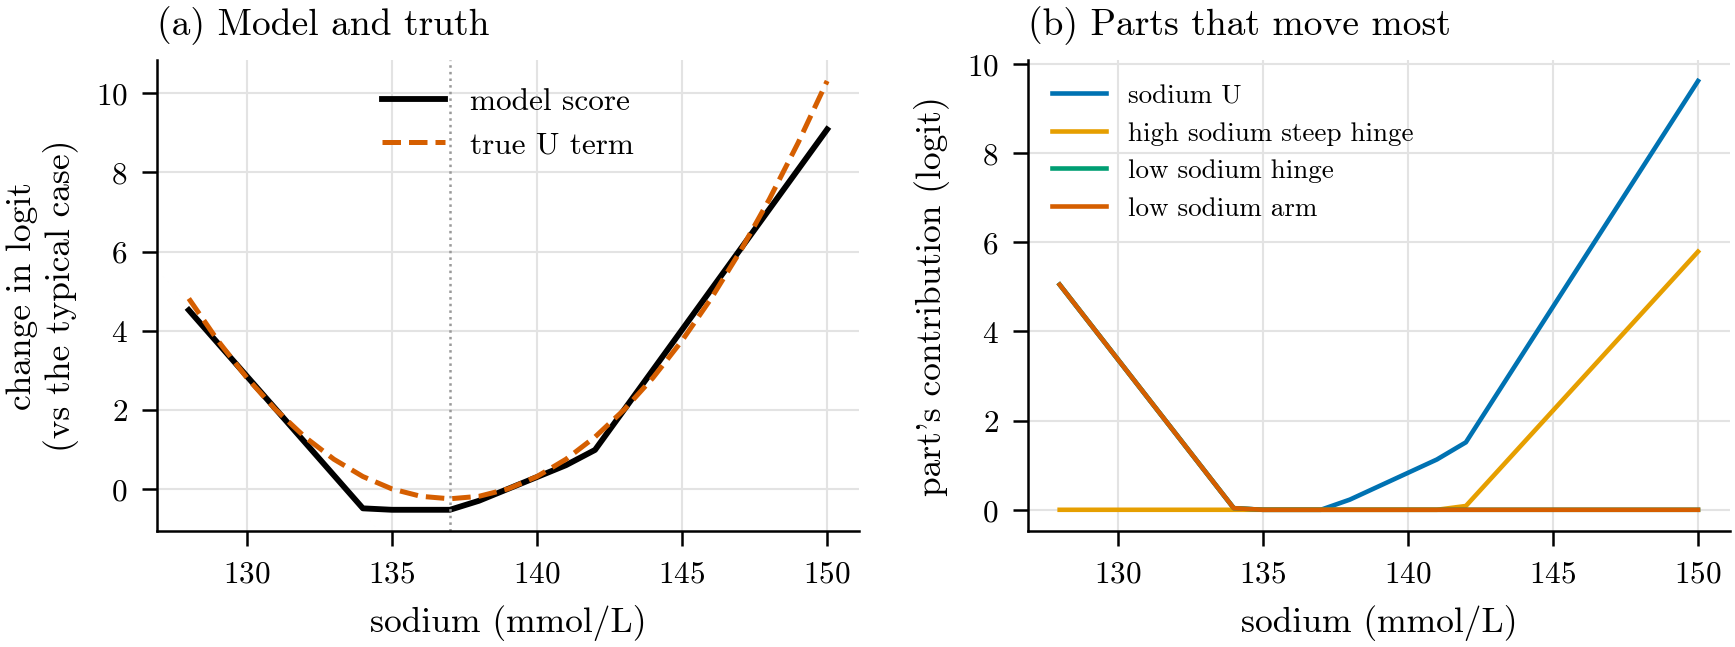 (a) Model and truth
change in logit
(vs the typical case)
10
8
6
4
2
0
model score
true U term
130 135 140 145 150
sodium (mmol/L)
(b) Parts that move most
part's contribution (logit)
10
8
6
4
2
0
sodium U
high sodium steep hinge
low sodium hinge
low sodium arm
130 135 140 145 150
sodium (mmol/L)